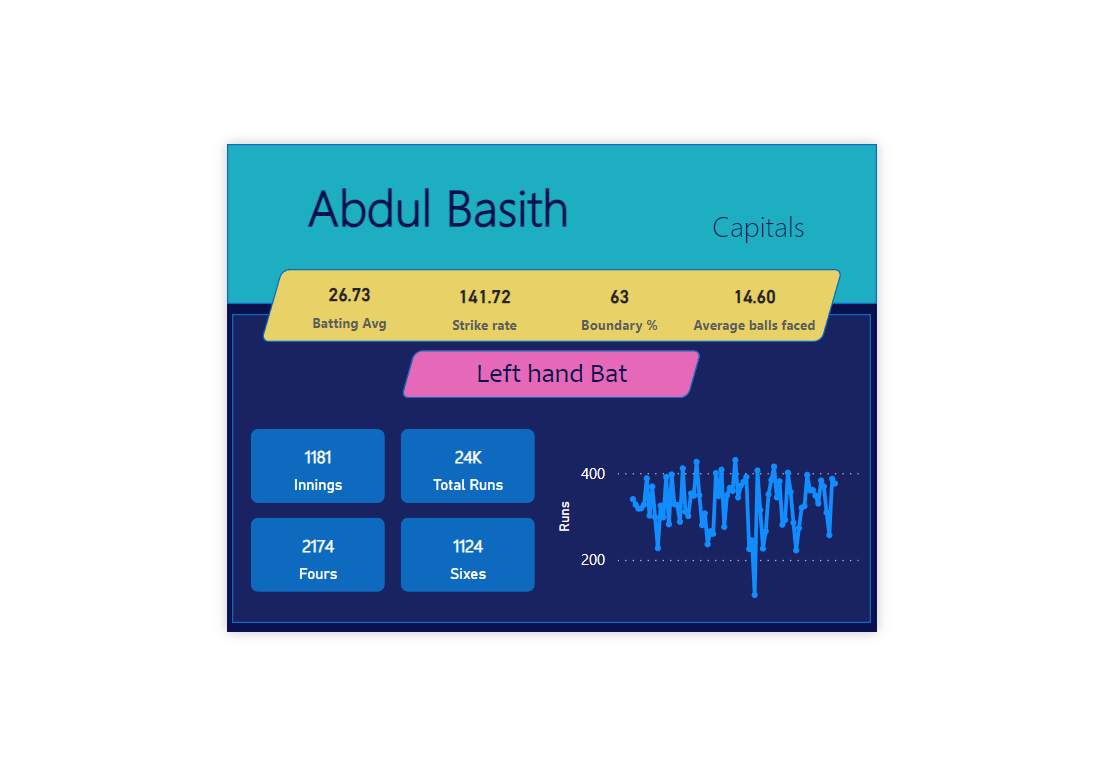 Abdul Basith
Capitals
26.73 141.72 63 14.60
Batting Avg Strike rate Boundary % Average balls faced
Left hand Bat
1181 24K
Innings Total Runs
2174 1124
Fours Sixes
400
Runs
200